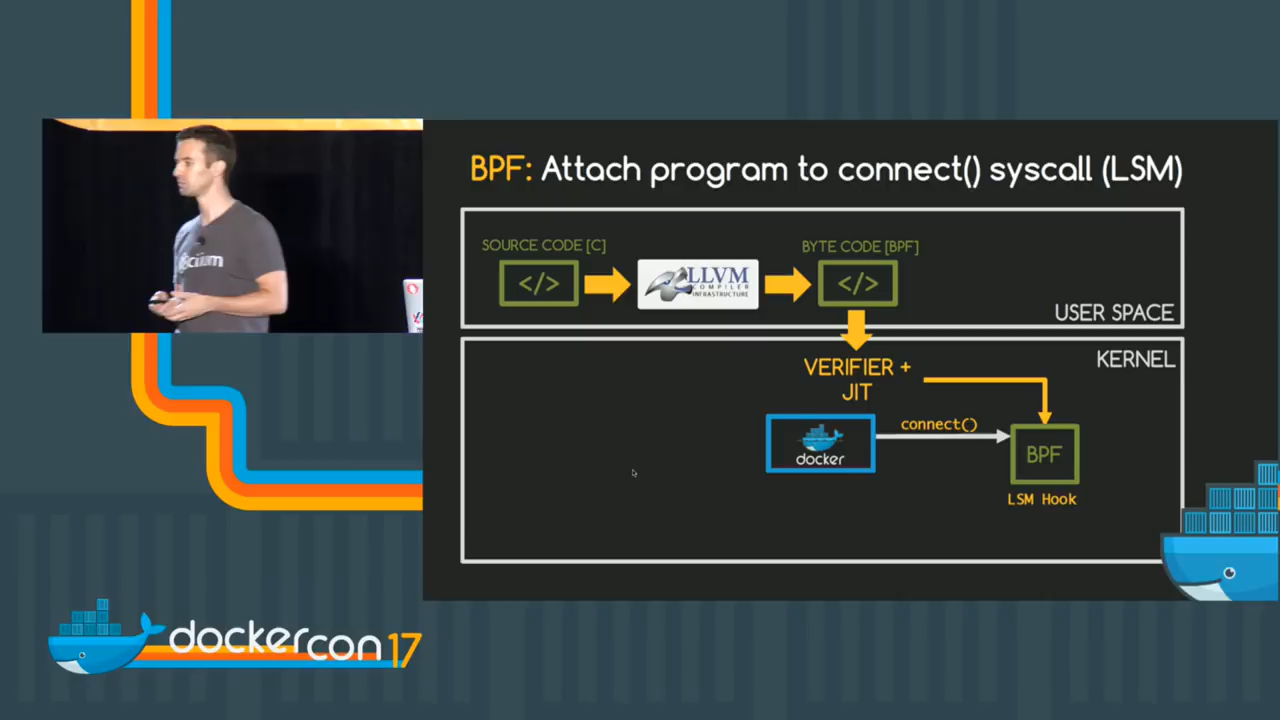 BPF: Attach program to connect() syscall (LSM)
SOURCE CODE [C]
</>
LLVM
COMPILER
INFRASTRUCTURE
BYTE CODE [BPF]
</>
USER SPACE
KERNEL
VERIFIER +
JIT
docker
connect()
BPF
LSM Hook
dockercon 17